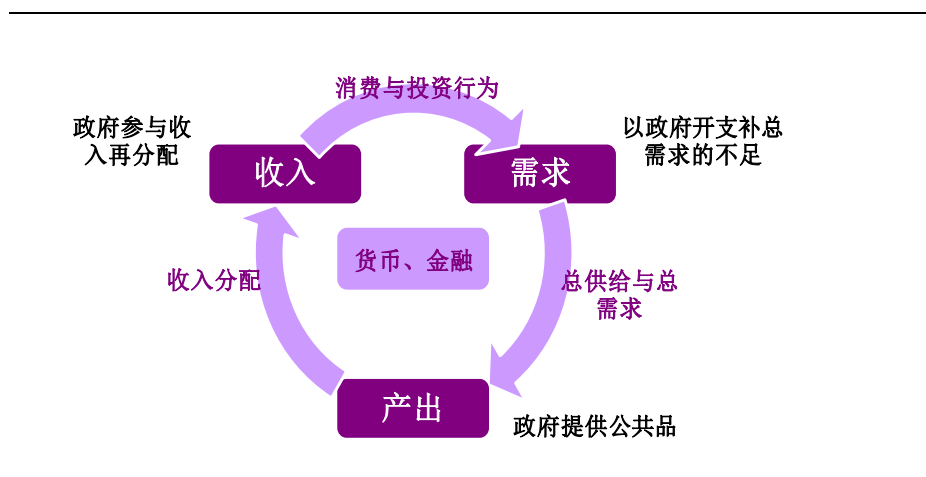 消费与投资行为
政府参与收
入再分配
以政府开支补总
需求的不足
收入
需求
货币、金融
收入分配
总供给与总
需求
产出
政府提供公共品